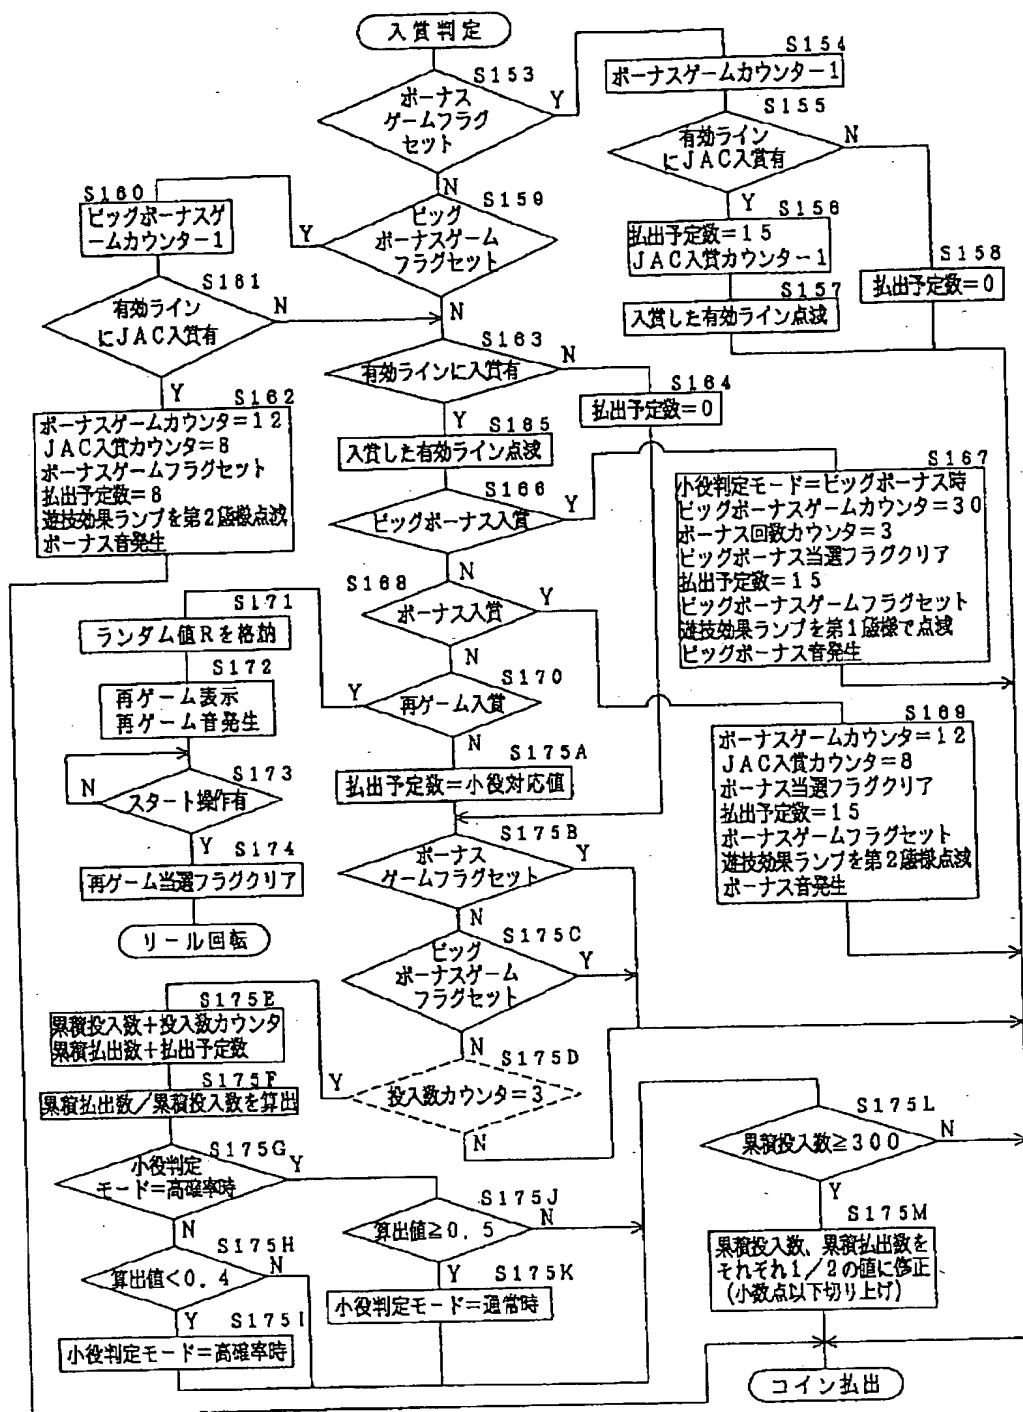 入賞判定
S153
ボーナス
ゲームフラグ
セット
Y
N
S154
ボーナスゲームカウンター1
S155
有効ライン
にJAC入賞有
N
Y
S156
払出予定数=15
JAC入賞カウンター1
S157
入賞した有効ライン点滅
S158
払出予定数=0
S159
ビッグ
ボーナスゲーム
フラグセット
Y
N
S160
ビッグボーナスゲ
ームカウンター1
S161
有効ライン
にJAC入賞有
N
Y
S162
ボーナスゲームカウンタ=12
JAC入賞カウンタ=8
ボーナスゲームフラグセット
払出予定数=8
遊技効果ランプを第2態様点滅
ボーナス音発生
S163
有効ラインに入賞有
N
Y
S164
払出予定数=0
S165
入賞した有効ライン点滅
S166
ビッグボーナス入賞
Y
N
S167
小役判定モード=ビッグボーナス時
ビッグボーナスゲームカウンタ=30
ボーナス回数カウンタ=3
ビッグボーナス当選フラグクリア
払出予定数=15
ビッグボーナスゲームフラグセット
遊技効果ランプを第1態様で点滅
ビッグボーナス音発生
S168
ボーナス入賞
Y
N
S169
ボーナスゲームカウンタ=12
JAC入賞カウンタ=8
ボーナス当選フラグクリア
払出予定数=15
ボーナスゲームフラグセット
遊技効果ランプを第2態様点滅
ボーナス音発生
S170
再ゲーム入賞
Y
N
S171
ランダム値Rを格納
S172
再ゲーム表示
再ゲーム音発生
S173
スタート操作有
N
Y
S174
再ゲーム当選フラグクリア
リール回転
S175A
払出予定数=小役対応値
S175B
ボーナス
ゲームフラグセット
Y
N
S175C
ビッグ
ボーナスゲーム
フラグセット
Y
N
S175D
投入数カウンタ=3
Y
N
S175E
累積投入数+投入数カウンタ
累積払出数+払出予定数
S175F
累積払出数/累積投入数を算出
S175G
小役判定
モード=高確率時
Y
N
S175H
算出値<0.4
N
Y
S175I
小役判定モード=高確率時
S175J
算出値≧0.5
N
Y
S175K
小役判定モード=通常時
S175L
累積投入数≧300
N
Y
S175M
累積投入数、累積払出数を
それぞれ1/2の値に修正
(小数点以下切り上げ)
コイン払出